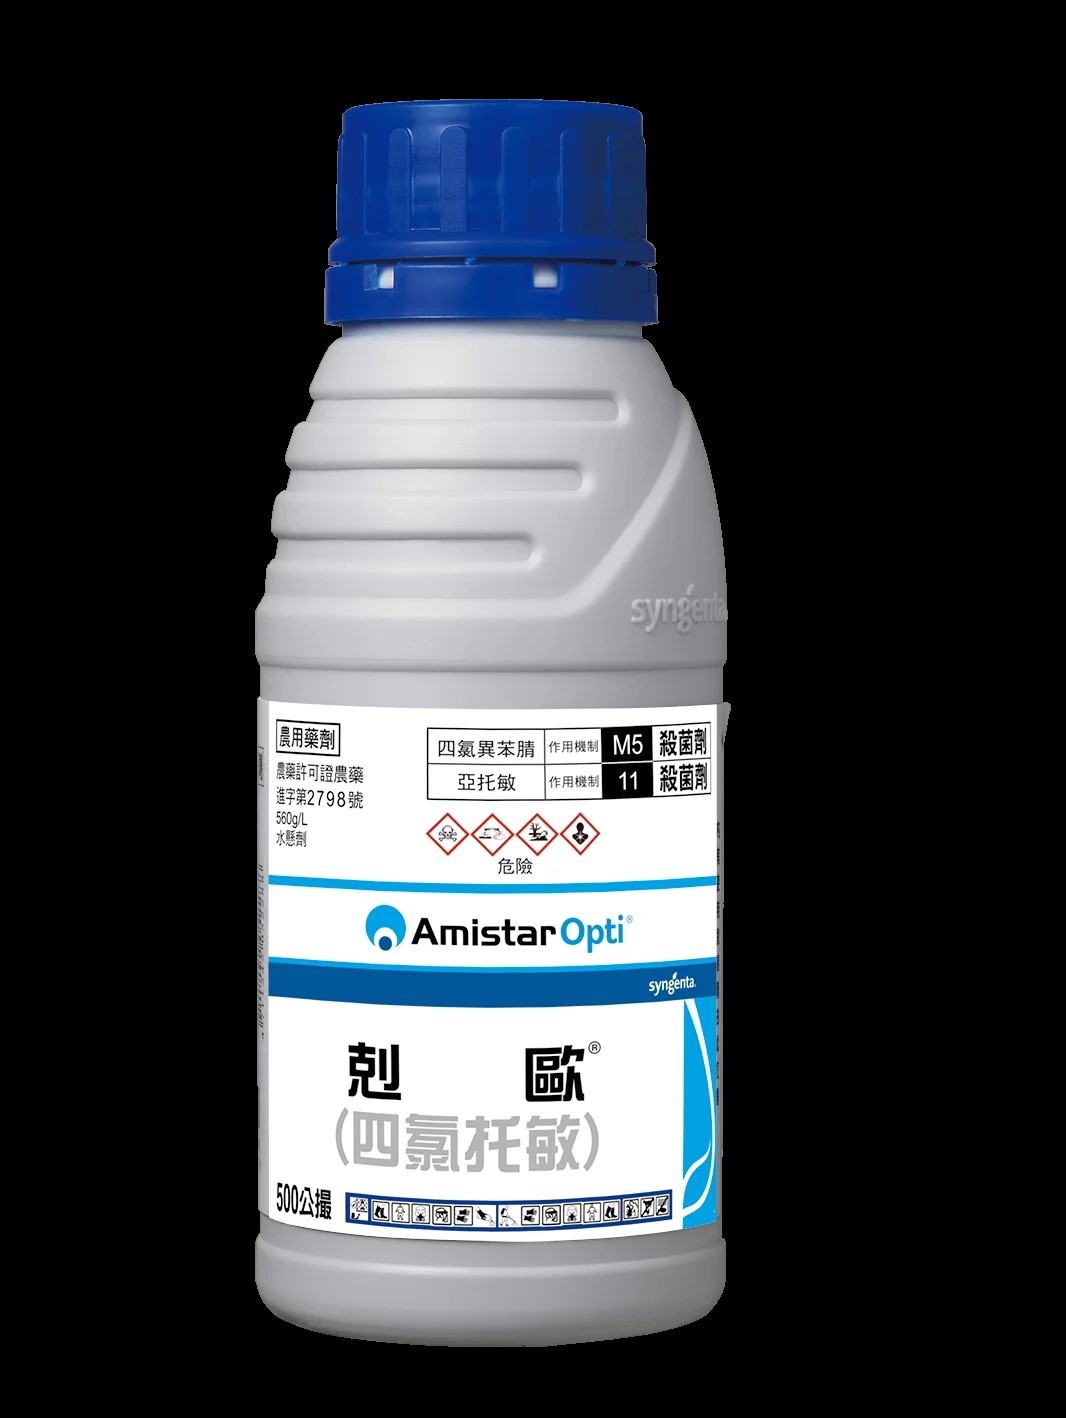 syngenta
農用藥劑
農藥許可證農藥
進字第2798號
560g/L
水懸劑
四氯異苯腈 作用機制 M5 殺菌劑
亞托敏 作用機制 11 殺菌劑
危險
Amistar Opti®
syngenta
剋歐®
(四氯托敏)
500公撮